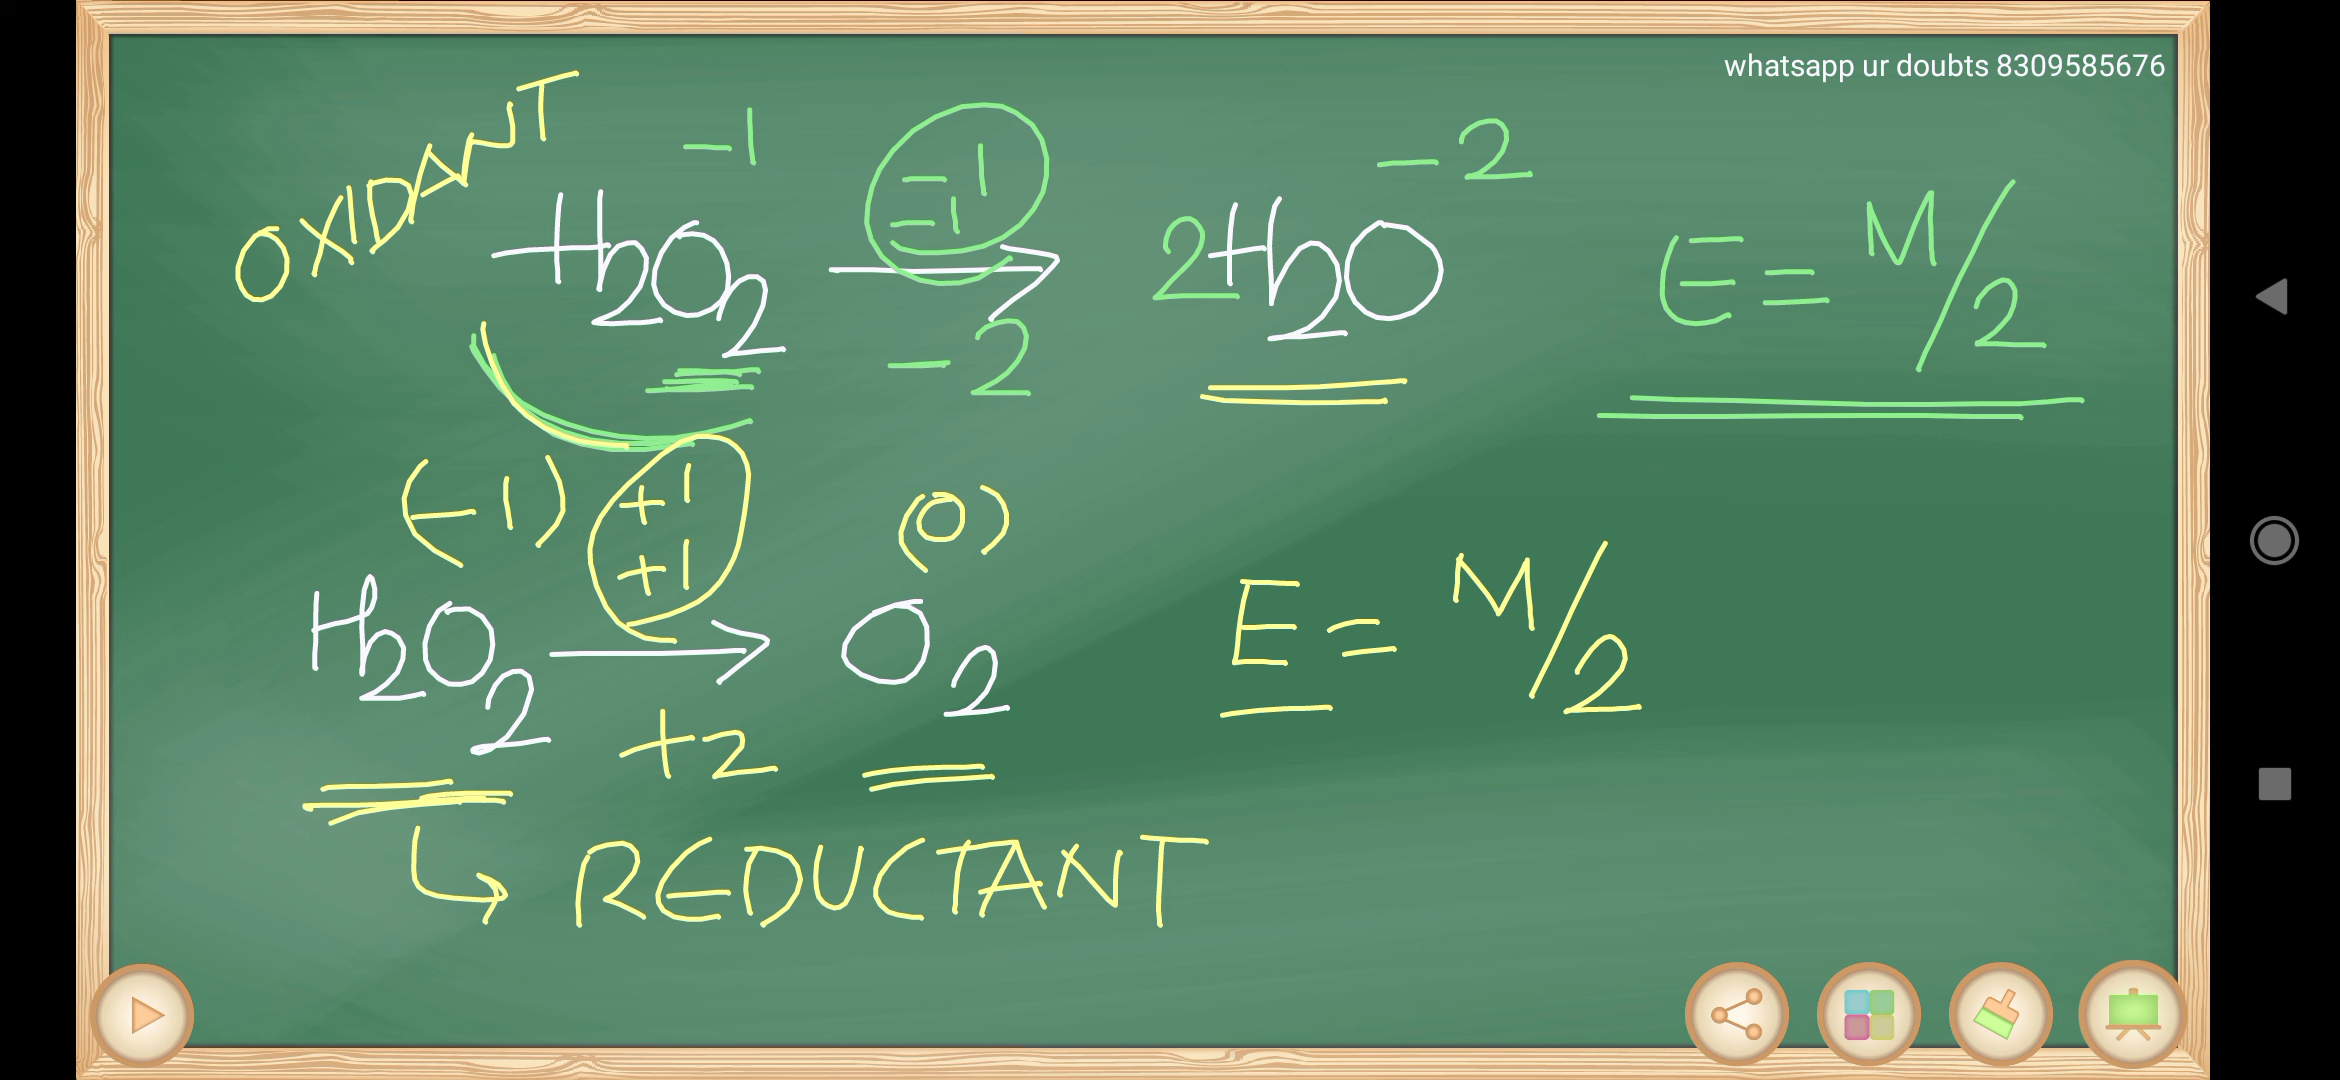 whatsapp ur doubts 8309585676
OXIDANT
-1
-1
-1
-2
H2O2 → 2H2O
E = M/2
-2
(-1)
+1
+1
(0)
H2O2 → O2
E = M/2
+2
↳ REDUCTANT